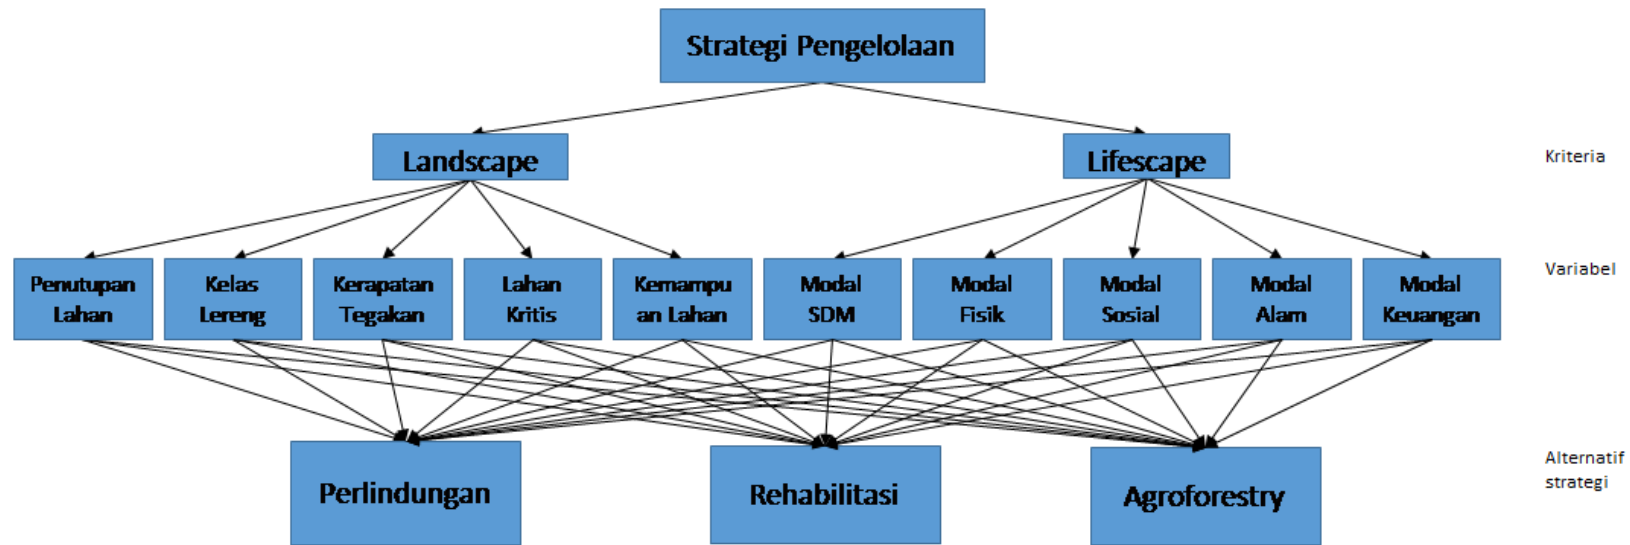 Strategi Pengelolaan
Landscape
Lifescape
Kriteria
Penutupan
Lahan
Kelas
Lereng
Kerapatan
Tegakan
Lahan
Kritis
Kemampu
an Lahan
Modal
SDM
Modal
Fisik
Modal
Sosial
Modal
Alam
Modal
Keuangan
Variabel
Perlindungan
Rehabilitasi
Agroforestry
Alternatif
strategi